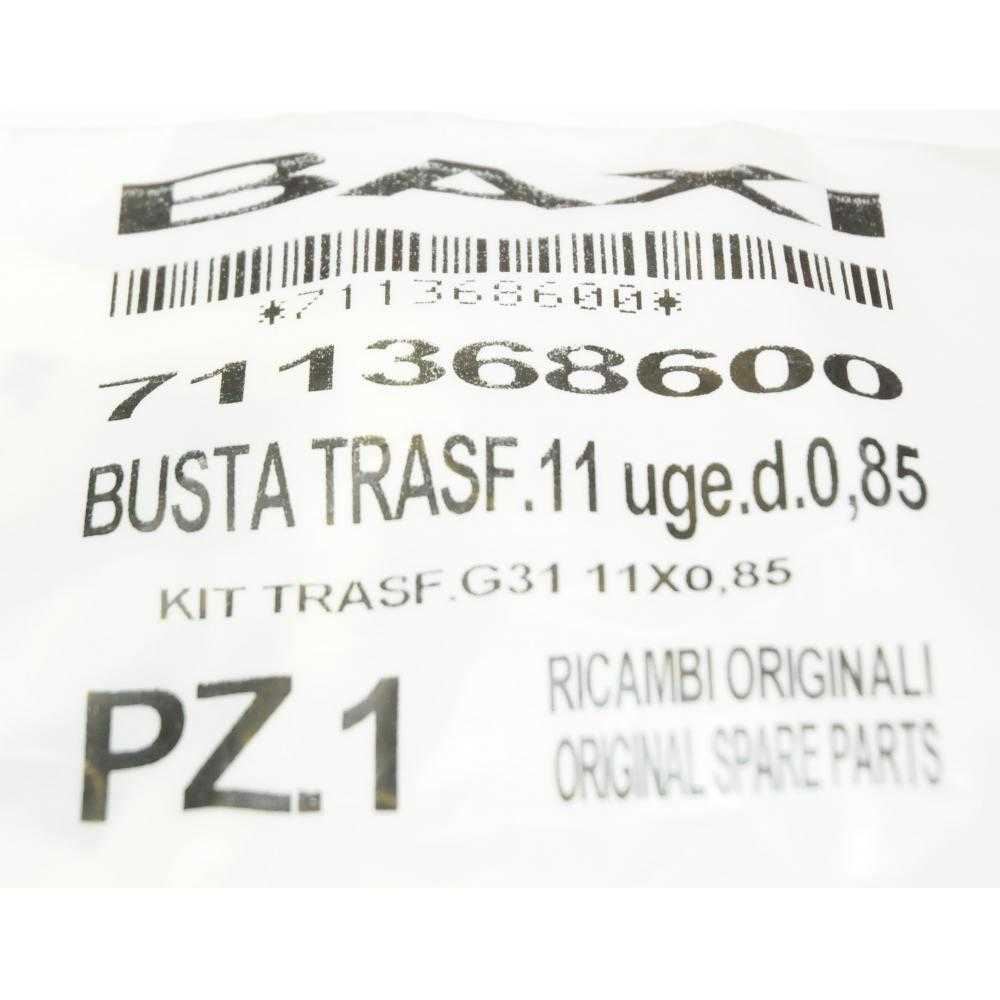 BAXI
*711368600*
711368600
BUSTA TRASF.11 uge.d.0,85
KIT TRASF.G31 11X0,85
PZ.1
RICAMBI ORIGINALI
ORIGINAL SPARE PARTS